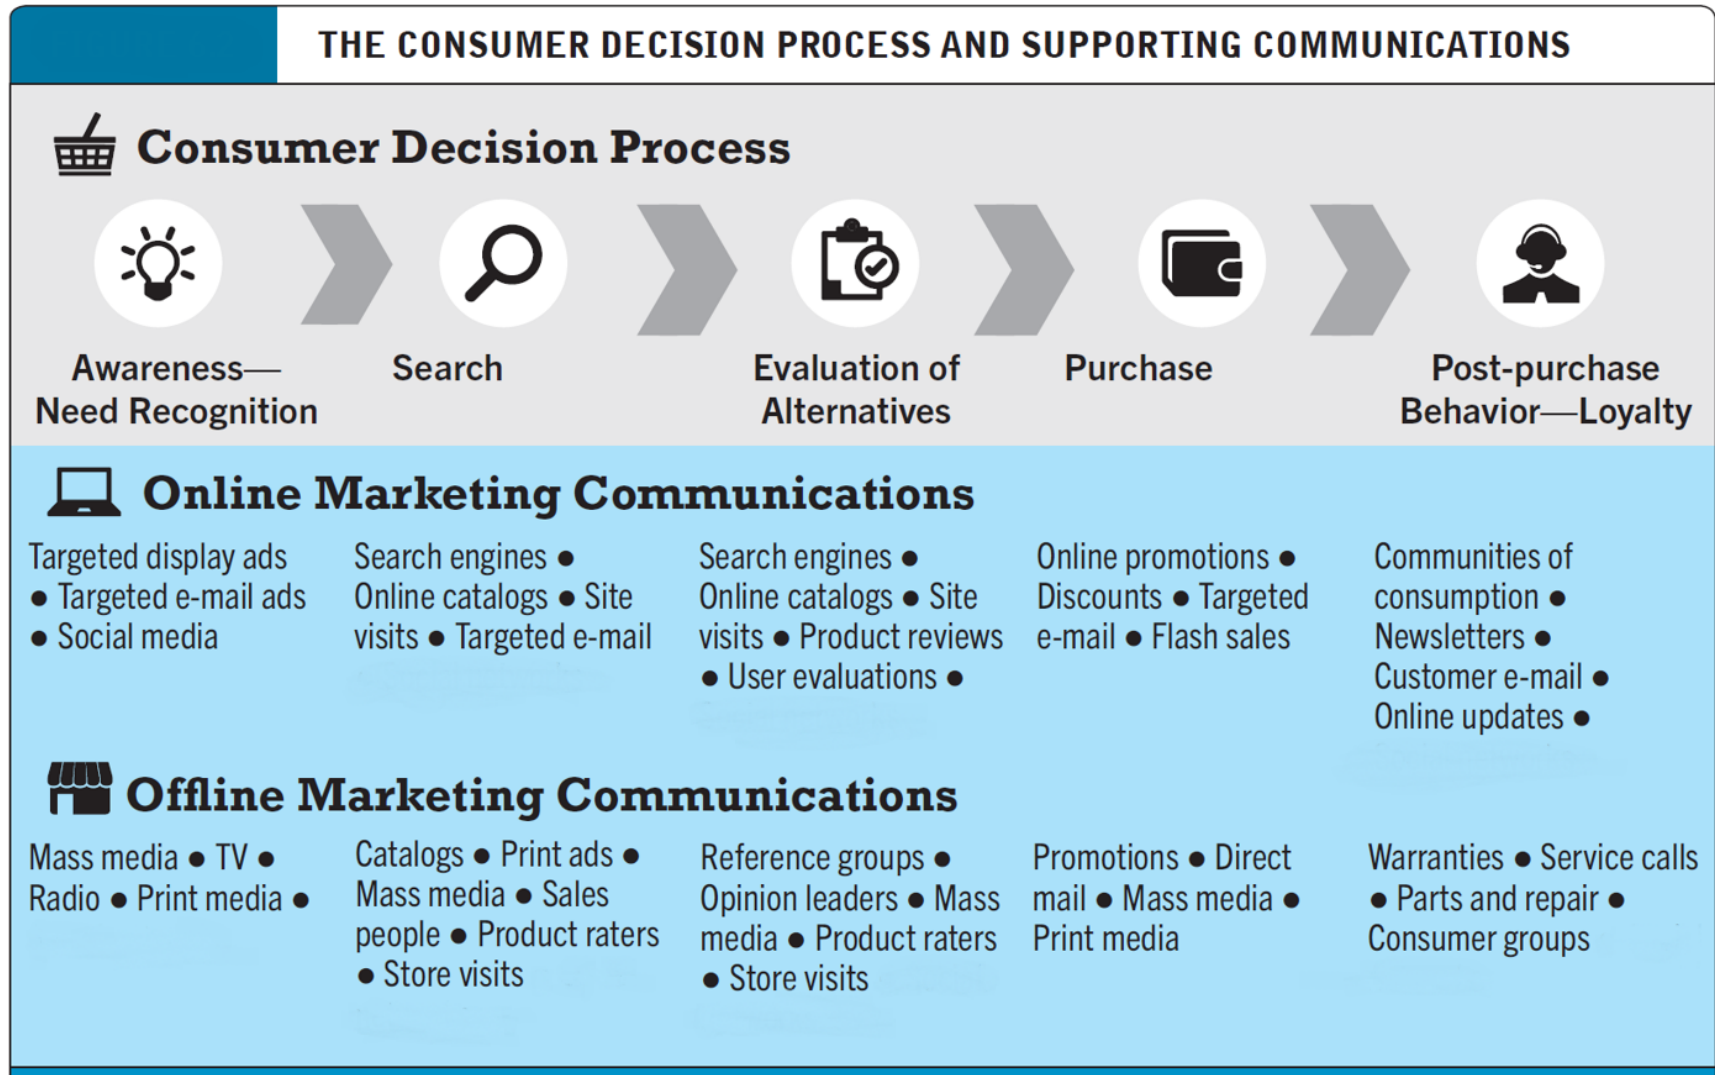 THE CONSUMER DECISION PROCESS AND SUPPORTING COMMUNICATIONS
Consumer Decision Process
Awareness—
Need Recognition
Search
Evaluation of
Alternatives
Purchase
Post-purchase
Behavior—Loyalty
Online Marketing Communications
Targeted display ads
● Targeted e-mail ads
● Social media
Search engines ●
Online catalogs ● Site
visits ● Targeted e-mail
Search engines ●
Online catalogs ● Site
visits ● Product reviews
● User evaluations ●
Online promotions ●
Discounts ● Targeted
e-mail ● Flash sales
Communities of
consumption ●
Newsletters ●
Customer e-mail ●
Online updates ●
Offline Marketing Communications
Mass media ● TV ●
Radio ● Print media ●
Catalogs ● Print ads ●
Mass media ● Sales
people ● Product raters
● Store visits
Reference groups ●
Opinion leaders ● Mass
media ● Product raters
● Store visits
Promotions ● Direct
mail ● Mass media ●
Print media
Warranties ● Service calls
● Parts and repair ●
Consumer groups